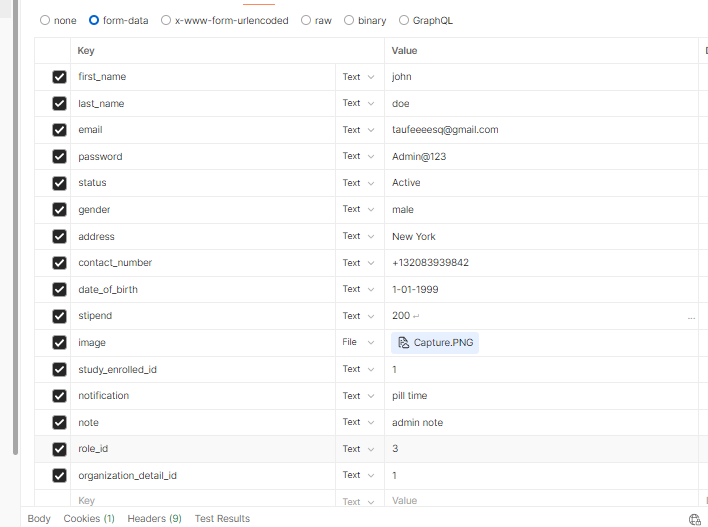 none form-data x-www-form-urlencoded raw binary GraphQL
Key Value D
first_name Text john
last_name Text doe
email Text taufeeeesq@gmail.com
password Text Admin@123
status Text Active
gender Text male
address Text New York
contact_number Text +132083939842
date_of_birth Text 1-01-1999
stipend Text 200 ↵ ...
image File Capture.PNG
study_enrolled_id Text 1
notification Text pill time
note Text admin note
role_id Text 3
organization_detail_id Text 1
Key Text Value
Body Cookies (1) Headers (9) Test Results